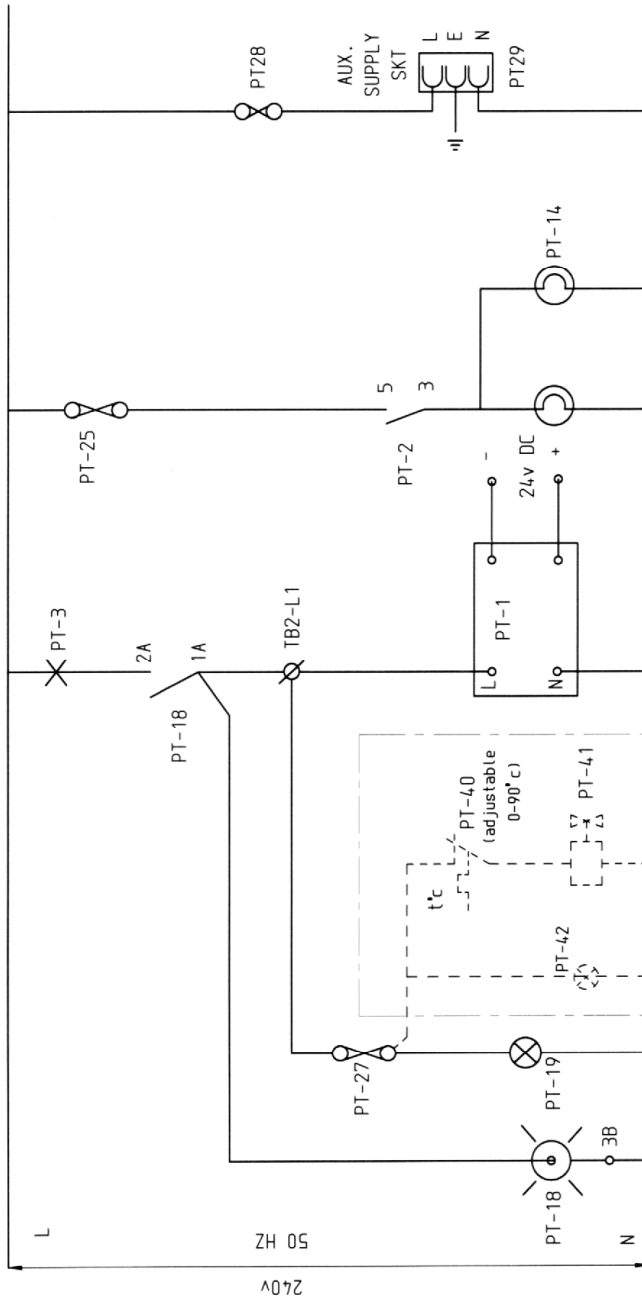 240v
50 HZ
L
N
PT-18
3B
PT-19
PT-27
PT-42
t°c
PT-40
(adjustable
0-90°c)
PT-41
PT-3
2A
1A
PT-18
TB2-L1
L
N
PT-1
-
24v DC
+
PT-25
5
3
PT-2
PT-14
PT28
AUX.
SUPPLY
SKT
L
E
N
PT29